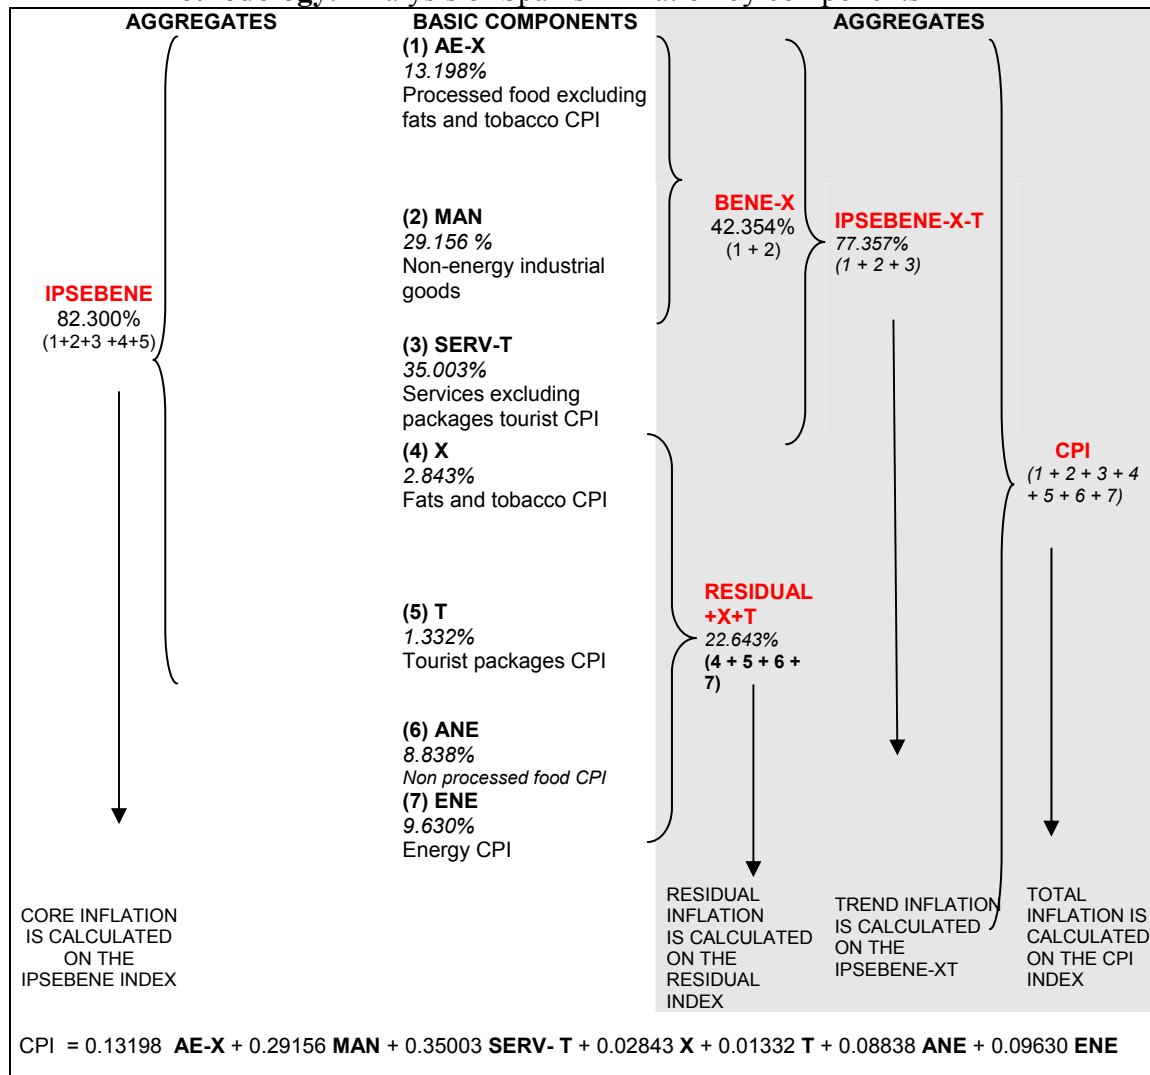 AGGREGATES
BASIC COMPONENTS
AGGREGATES
IPSEBENE
82.300%
(1+2+3 +4+5)
CORE INFLATION
IS CALCULATED
ON THE
IPSEBENE INDEX
(1) AE-X
13.198%
Processed food excluding
fats and tobacco CPI
(2) MAN
29.156 %
Non-energy industrial
goods
(3) SERV-T
35.003%
Services excluding
packages tourist CPI
(4) X
2.843%
Fats and tobacco CPI
(5) T
1.332%
Tourist packages CPI
(6) ANE
8.838%
Non processed food CPI
(7) ENE
9.630%
Energy CPI
BENE-X
42.354%
(1 + 2)
RESIDUAL
+X+T
22.643%
(4 + 5 + 6 +
7)
RESIDUAL
INFLATION
IS CALCULATED
ON THE
RESIDUAL
INDEX
IPSEBENE-X-T
77.357%
(1 + 2 + 3)
TREND INFLATION
IS CALCULATED
ON THE
IPSEBENE-XT
CPI
(1 + 2 + 3 + 4
+ 5 + 6 + 7)
TOTAL
INFLATION IS
CALCULATED
ON THE CPI
INDEX
CPI = 0.13198 AE-X + 0.29156 MAN + 0.35003 SERV- T + 0.02843 X + 0.01332 T + 0.08838 ANE + 0.09630 ENE